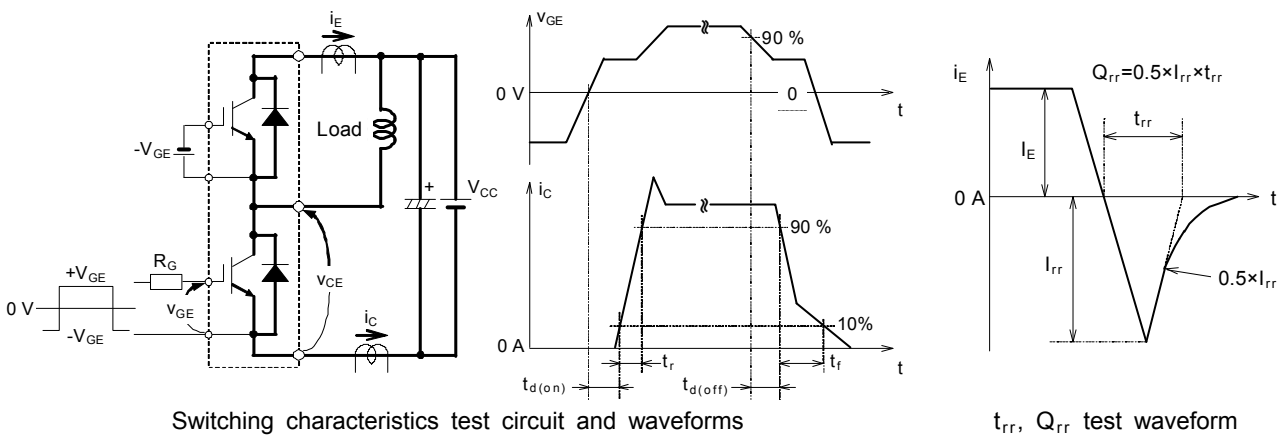 i_E
Load
-V_GE
+
V_CC
+V_GE
R_G
0 V
-V_GE
v_GE
v_CE
i_C
v_GE
90 %
0 V
0
t
i_C
90 %
10%
0 A
t_r
t_f
t
t_d(on)
t_d(off)
Switching characteristics test circuit and waveforms
i_E
Q_rr=0.5×I_rr×t_rr
t_rr
I_E
0 A
t
I_rr
0.5×I_rr
t_rr, Q_rr test waveform